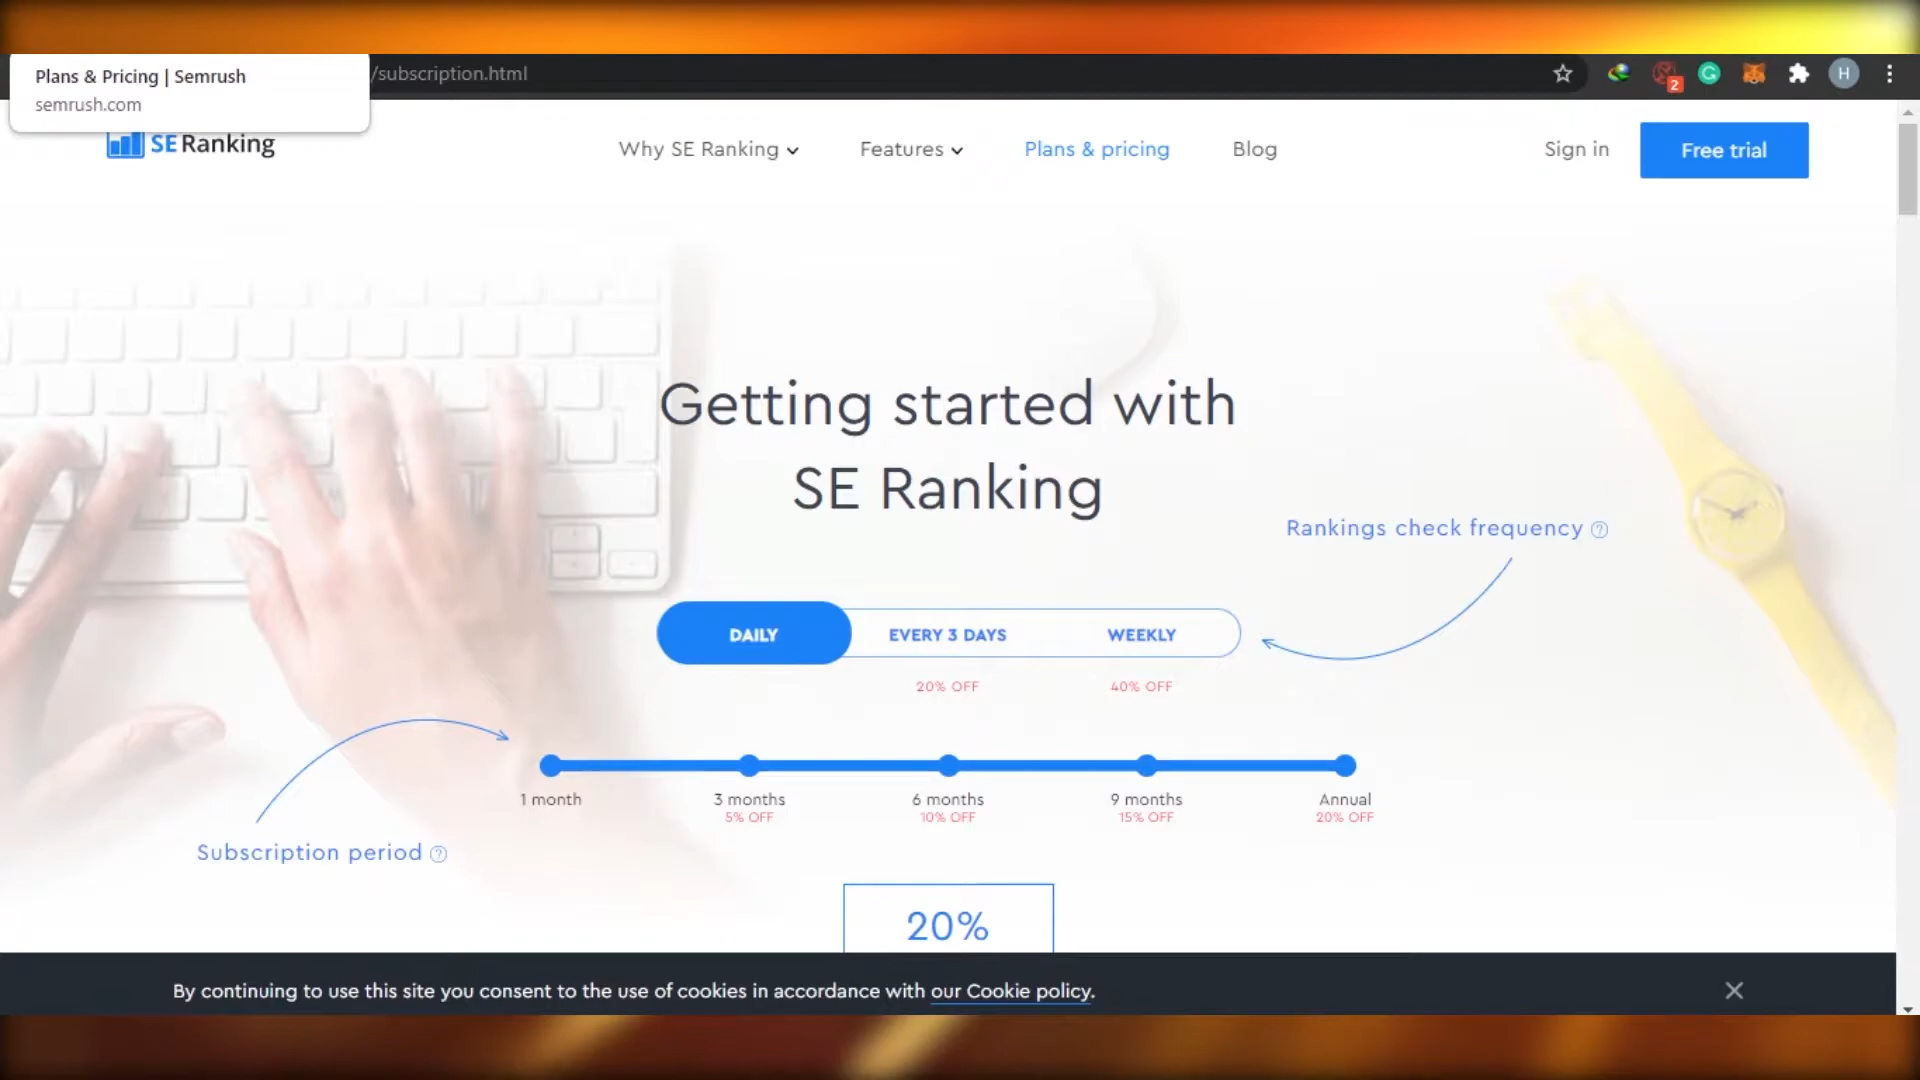 Plans & Pricing | Semrush
semrush.com
/subscription.html
2
H
SE Ranking
Why SE Ranking
Features
Plans & pricing
Blog
Sign in
Free trial
Getting started with
SE Ranking
Rankings check frequency ?
DAILY
EVERY 3 DAYS
WEEKLY
20% OFF
40% OFF
1 month
3 months
6 months
9 months
Annual
5% OFF
10% OFF
15% OFF
20% OFF
Subscription period ?
20%
By continuing to use this site you consent to the use of cookies in accordance with our Cookie policy.